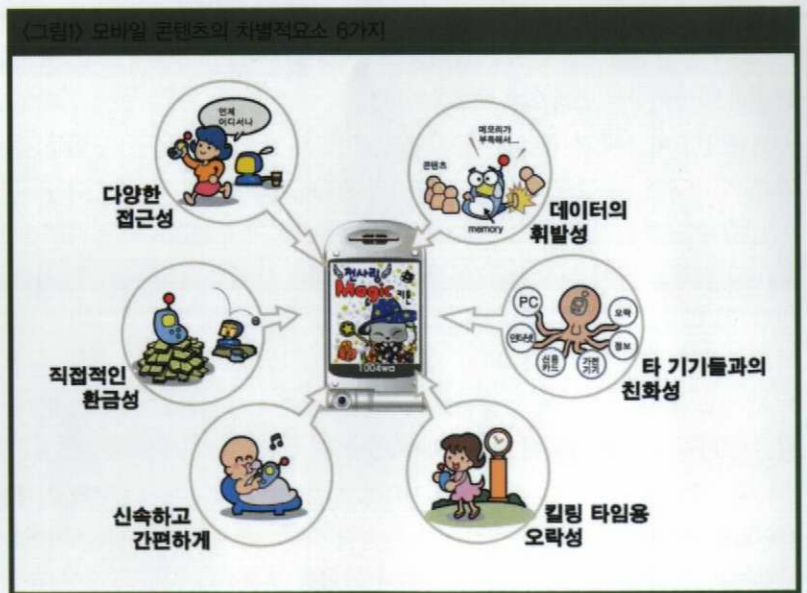 <그림1> 모바일 콘텐츠의 차별적요소 6가지
언제
어디서나
다양한
접근성
메모리가
부족해서...
콘텐츠
memory
데이터의
휘발성
천사랑
Magic
1004wa
직접적인
환금성
PC
오락
인터넷
정보
신용
카드
가전
기기
타 기기들과의
친화성
신속하고
간편하게
킬링 타임용
오락성